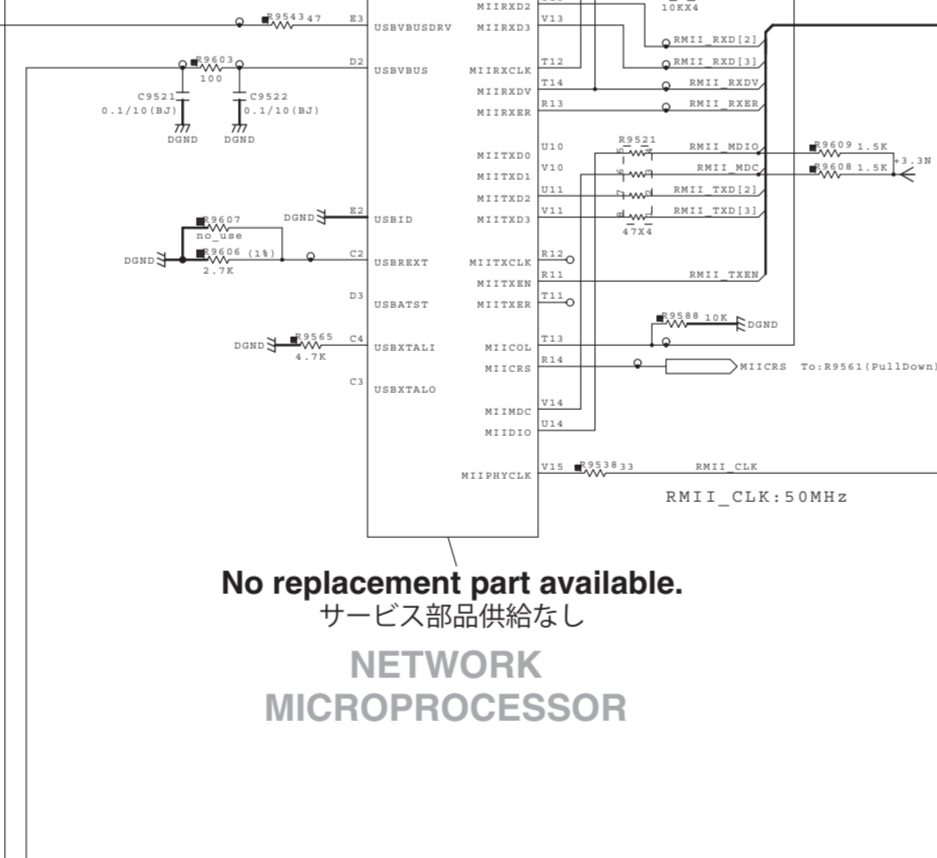 MIIRXD2
10KX4
R9543 47 E3 USBVBUSDRV MIIRXD3 V13
RMII_RXD[2]
R9603 D2 USBVBUS MIIRXCLK T12 RMII_RXD[3]
100
MIIRXDV T14 RMII_RXDV
C9521 C9522
0.1/10(BJ) 0.1/10(BJ) MIIRXER R13 RMII_RXER
DGND DGND
R9521
MIITXD0 U10 RMII_MDIO R9609 1.5K
+3.3N
MIITXD1 V10 RMII_MDC R9608 1.5K
MIITXD2 U11 RMII_TXD[2]
DGND E2 USBID MIITXD3 V11 RMII_TXD[3]
R9607
no_use
47X4
DGND R9606 (1%) C2 USBREXT MIITXCLK R12
2.7K
MIITXEN R11 RMII_TXEN
D3 USBATST MIITXER T11
R9588 10K DGND
DGND R9565 C4 USBXTALI MIICOL T13
4.7K
MIICRS R14 MIICRS To:R9561(PullDown)
C3 USBXTALO
MIIMDC V14
MIIDIO U14
MIIPHYCLK V15 R9538 33 RMII_CLK
RMII_CLK:50MHz
No replacement part available.
サービス部品供給なし
NETWORK
MICROPROCESSOR